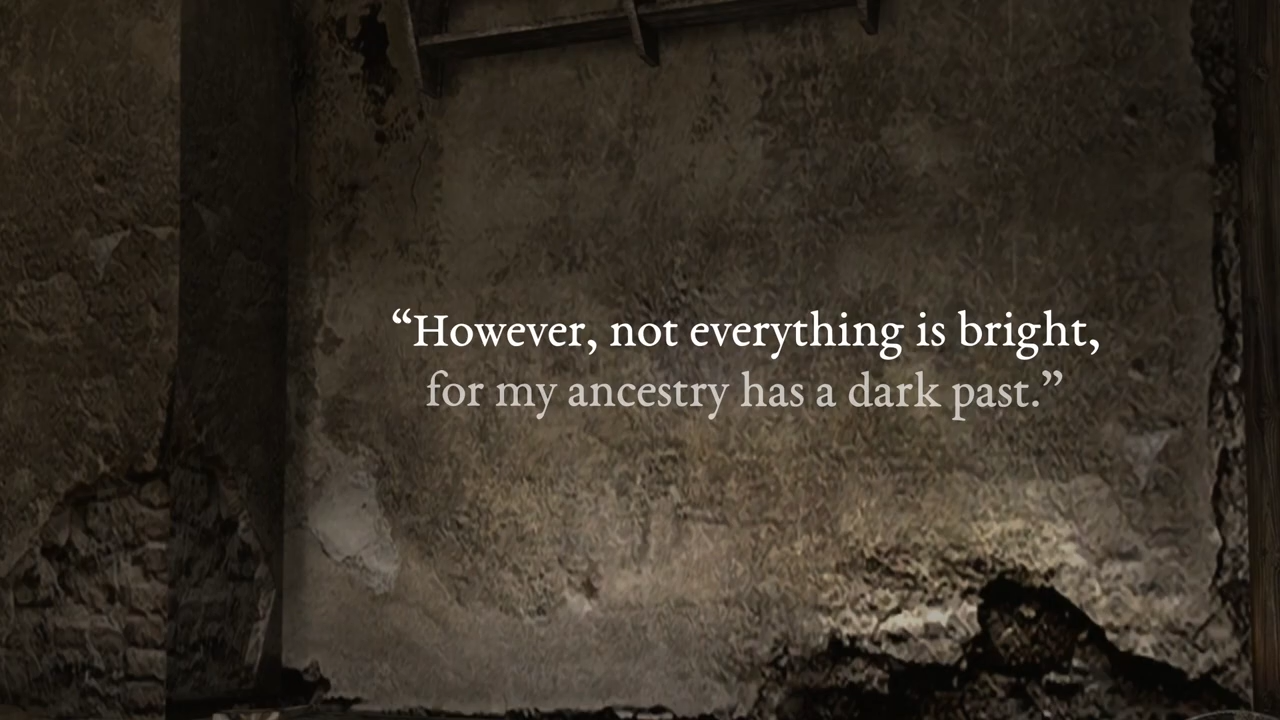 “However, not everything is bright,
for my ancestry has a dark past.”